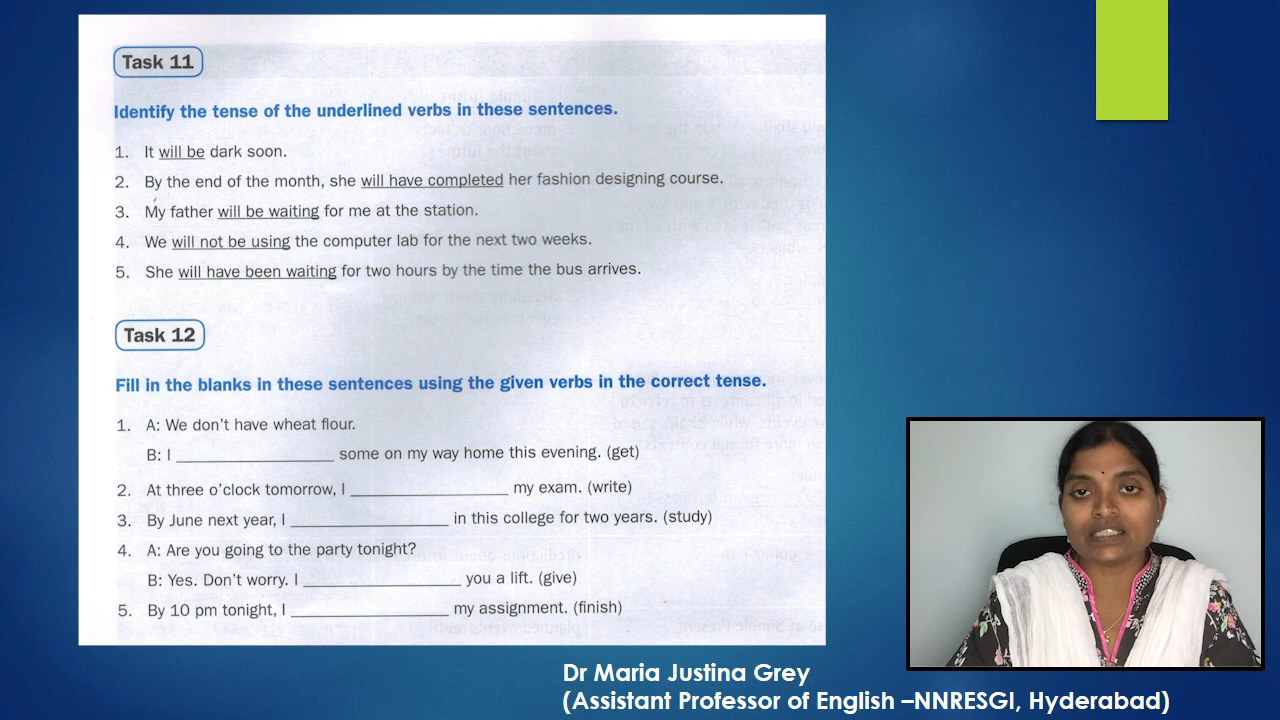 Task 11
Identify the tense of the underlined verbs in these sentences.
1. It will be dark soon.
2. By the end of the month, she will have completed her fashion designing course.
3. My father will be waiting for me at the station.
4. We will not be using the computer lab for the next two weeks.
5. She will have been waiting for two hours by the time the bus arrives.
Task 12
Fill in the blanks in these sentences using the given verbs in the correct tense.
1. A: We don't have wheat flour.
B: I ________________ some on my way home this evening. (get)
2. At three o'clock tomorrow, I ________________ my exam. (write)
3. By June next year, I ________________ in this college for two years. (study)
4. A: Are you going to the party tonight?
B: Yes. Don't worry. I ________________ you a lift. (give)
5. By 10 pm tonight, I ________________ my assignment. (finish)
Dr Maria Justina Grey
(Assistant Professor of English –NNRESGI, Hyderabad)